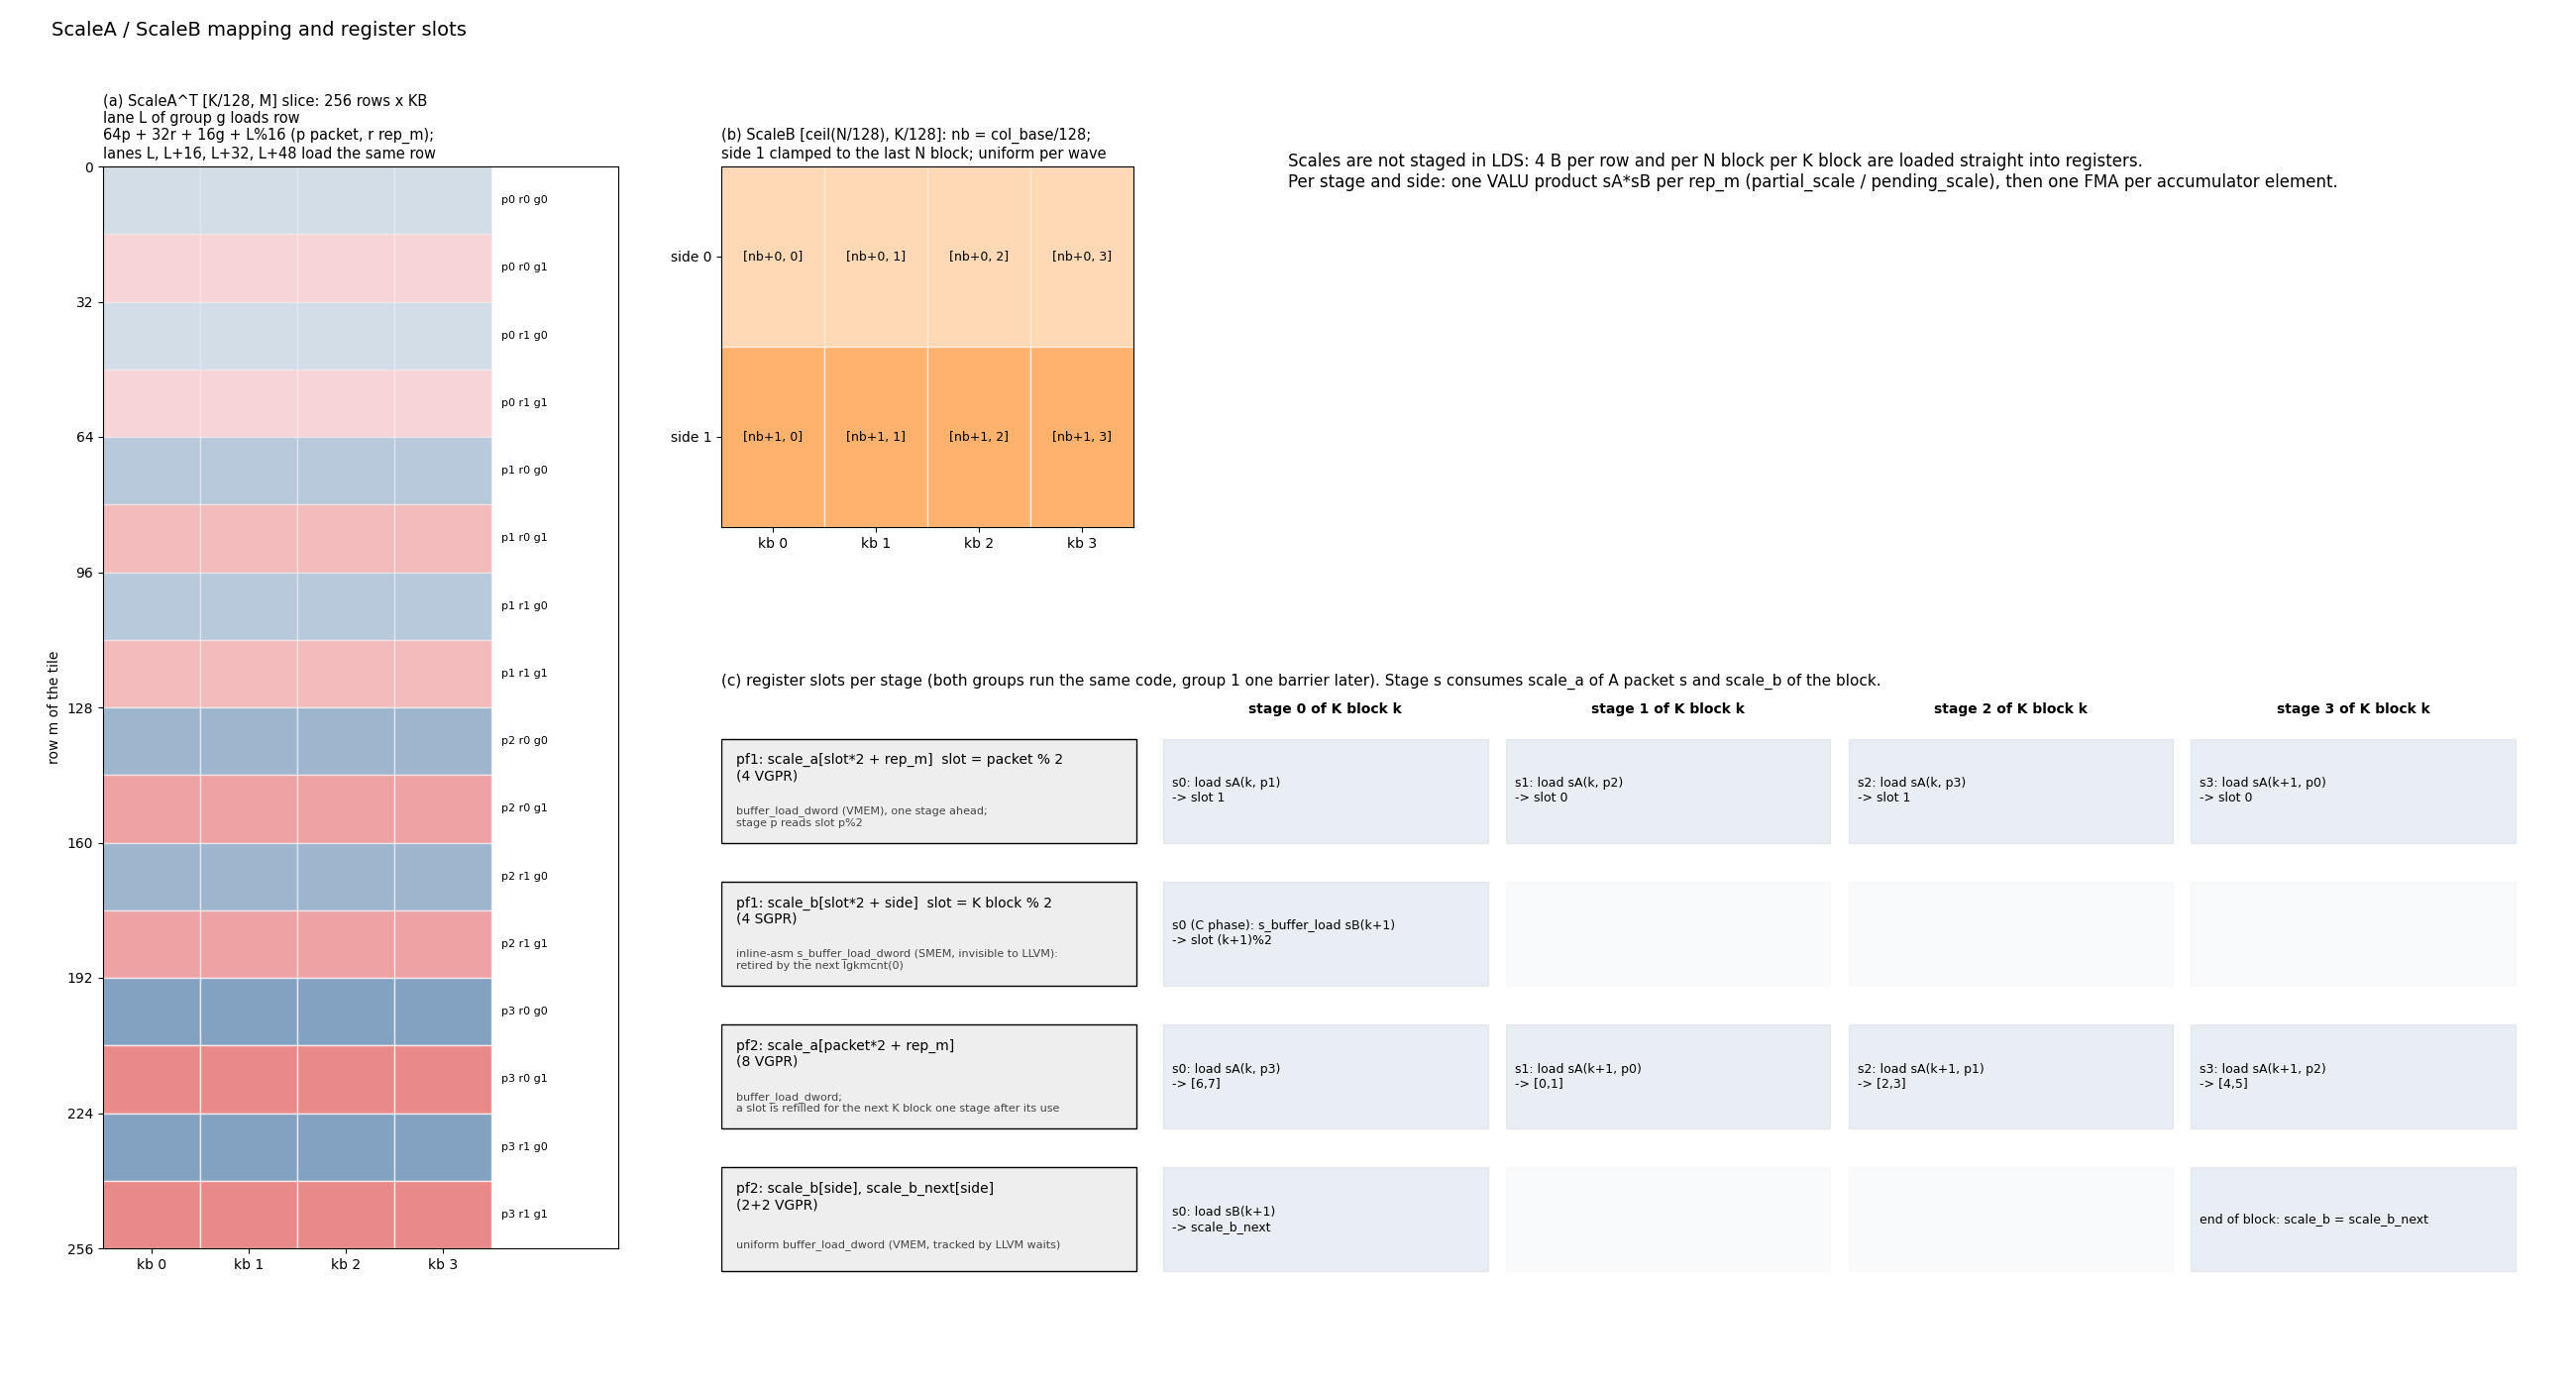 ScaleA / ScaleB mapping and register slots
(a) ScaleA^T [K/128, M] slice: 256 rows x KB
lane L of group g loads row
64p + 32r + 16g + L%16 (p packet, r rep_m);
lanes L, L+16, L+32, L+48 load the same row
0
32
64
96
128
160
192
224
256
row m of the tile
p0 r0 g0
p0 r0 g1
p0 r1 g0
p0 r1 g1
p1 r0 g0
p1 r0 g1
p1 r1 g0
p1 r1 g1
p2 r0 g0
p2 r0 g1
p2 r1 g0
p2 r1 g1
p3 r0 g0
p3 r0 g1
p3 r1 g0
p3 r1 g1
kb 0 kb 1 kb 2 kb 3
(b) ScaleB [ceil(N/128), K/128]: nb = col_base/128;
side 1 clamped to the last N block; uniform per wave
side 0 [nb+0, 0] [nb+0, 1] [nb+0, 2] [nb+0, 3]
side 1 [nb+1, 0] [nb+1, 1] [nb+1, 2] [nb+1, 3]
kb 0 kb 1 kb 2 kb 3
Scales are not staged in LDS: 4 B per row and per N block per K block are loaded straight into registers.
Per stage and side: one VALU product sA*sB per rep_m (partial_scale / pending_scale), then one FMA per accumulator element.
(c) register slots per stage (both groups run the same code, group 1 one barrier later). Stage s consumes scale_a of A packet s and scale_b of the block.
stage 0 of K block k stage 1 of K block k stage 2 of K block k stage 3 of K block k
pf1: scale_a[slot*2 + rep_m]  slot = packet % 2
(4 VGPR)
buffer_load_dword (VMEM), one stage ahead;
stage p reads slot p%2
s0: load sA(k, p1)
-> slot 1
s1: load sA(k, p2)
-> slot 0
s2: load sA(k, p3)
-> slot 1
s3: load sA(k+1, p0)
-> slot 0
pf1: scale_b[slot*2 + side]  slot = K block % 2
(4 SGPR)
inline-asm s_buffer_load_dword (SMEM, invisible to LLVM):
retired by the next lgkmcnt(0)
s0 (C phase): s_buffer_load sB(k+1)
-> slot (k+1)%2
pf2: scale_a[packet*2 + rep_m]
(8 VGPR)
buffer_load_dword;
a slot is refilled for the next K block one stage after its use
s0: load sA(k, p3)
-> [6,7]
s1: load sA(k+1, p0)
-> [0,1]
s2: load sA(k+1, p1)
-> [2,3]
s3: load sA(k+1, p2)
-> [4,5]
pf2: scale_b[side], scale_b_next[side]
(2+2 VGPR)
uniform buffer_load_dword (VMEM, tracked by LLVM waits)
s0: load sB(k+1)
-> scale_b_next
end of block: scale_b = scale_b_next